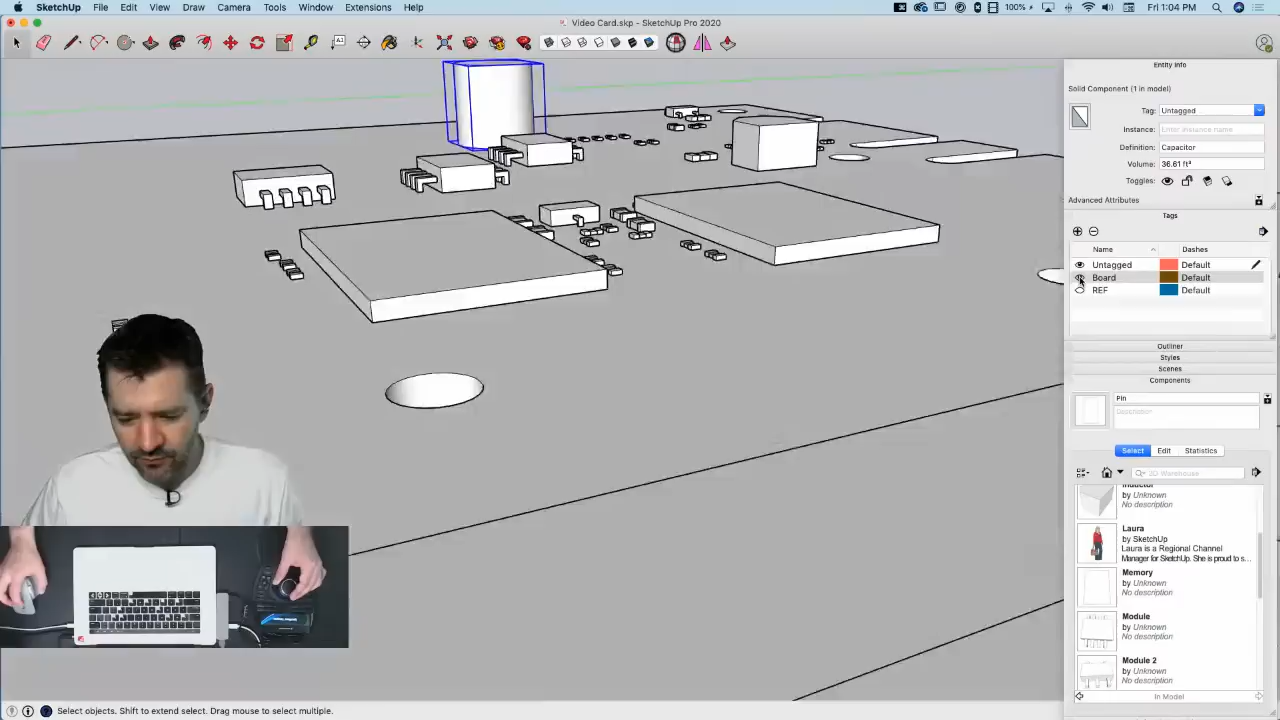 SketchUp File Edit View Draw Camera Tools Window Extensions Help 100% Fri 1:04 PM
Video Card.skp - SketchUp Pro 2020
Entity Info
Solid Component (1 in model)
Tag: Untagged
Instance: Enter instance name
Definition: Capacitor
Volume: 36.61 ft³
Toggles:
Advanced Attributes
Tags
Name Dashes
Untagged Default
Board Default
REF Default
Outliner
Styles
Scenes
Components
Pin
Description
Select Edit Statistics
3D Warehouse
Inductor
by Unknown
No description
Laura
by SketchUp
Laura is a Regional Channel
Manager for SketchUp. She is proud to s...
Memory
by Unknown
No description
Module
by Unknown
No description
Module 2
by Unknown
No description
In Model
Select objects. Shift to extend select. Drag mouse to select multiple.